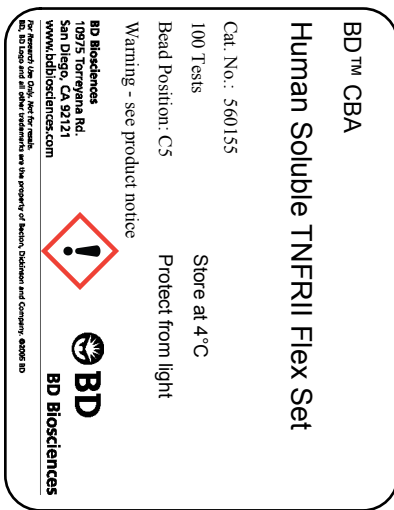 BD™ CBA
Human Soluble TNFRII Flex Set
Cat. No.: 560155
100 Tests Store at 4°C
Bead Position: C5 Protect from light
Warning - see product notice
BD Biosciences
10975 Torreyana Rd.
San Diego, CA 92121
www.bdbiosciences.com
BD
BD Biosciences
For Research Use Only. Not for resale.
BD, BD Logo and all other trademarks are the property of Becton, Dickinson and Company. ©2005 BD